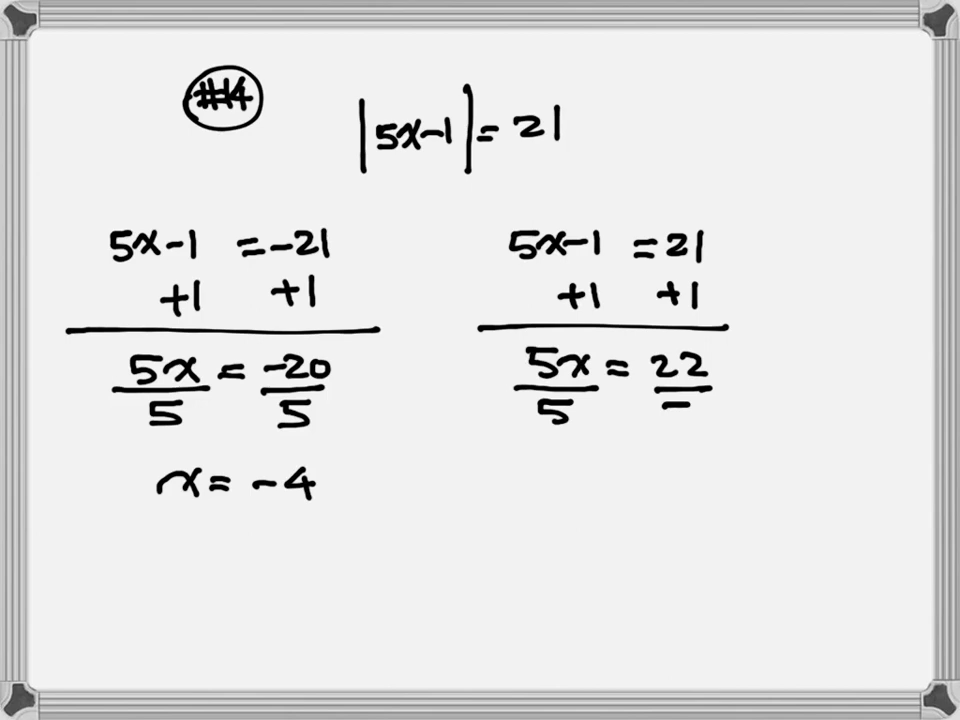 #14
|5x-1| = 21
5x-1 = -21
+1 +1
5x = -20
5 5
x = -4
5x-1 = 21
+1 +1
5x = 22
5